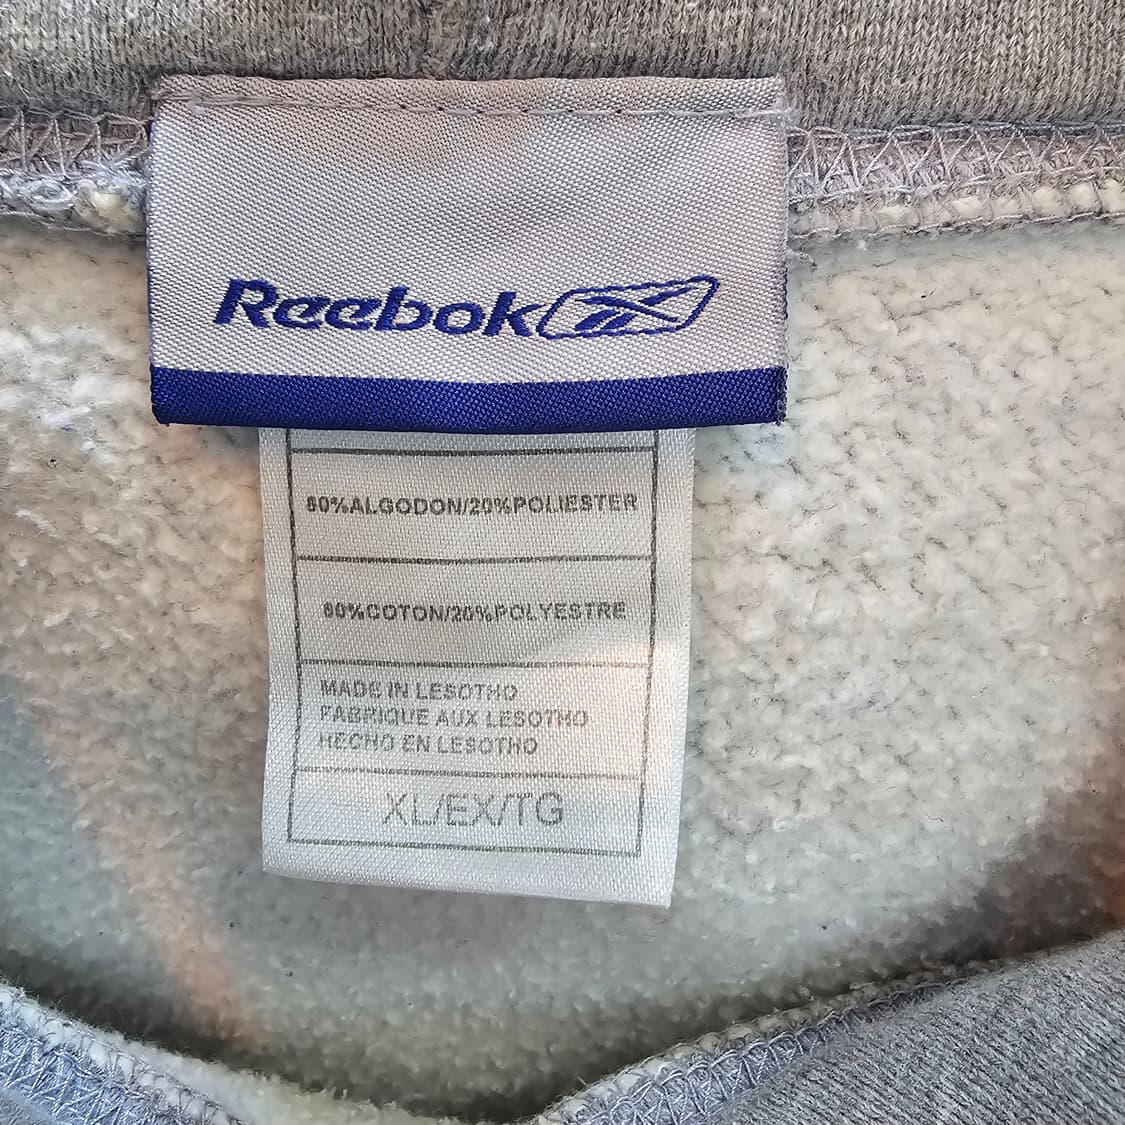 Reebok
80%ALGODON/20%POLIESTER
80%COTON/20%POLYESTRE
MADE IN LESOTHO
FABRIQUE AUX LESOTHO
HECHO EN LESOTHO
XL/EX/TG